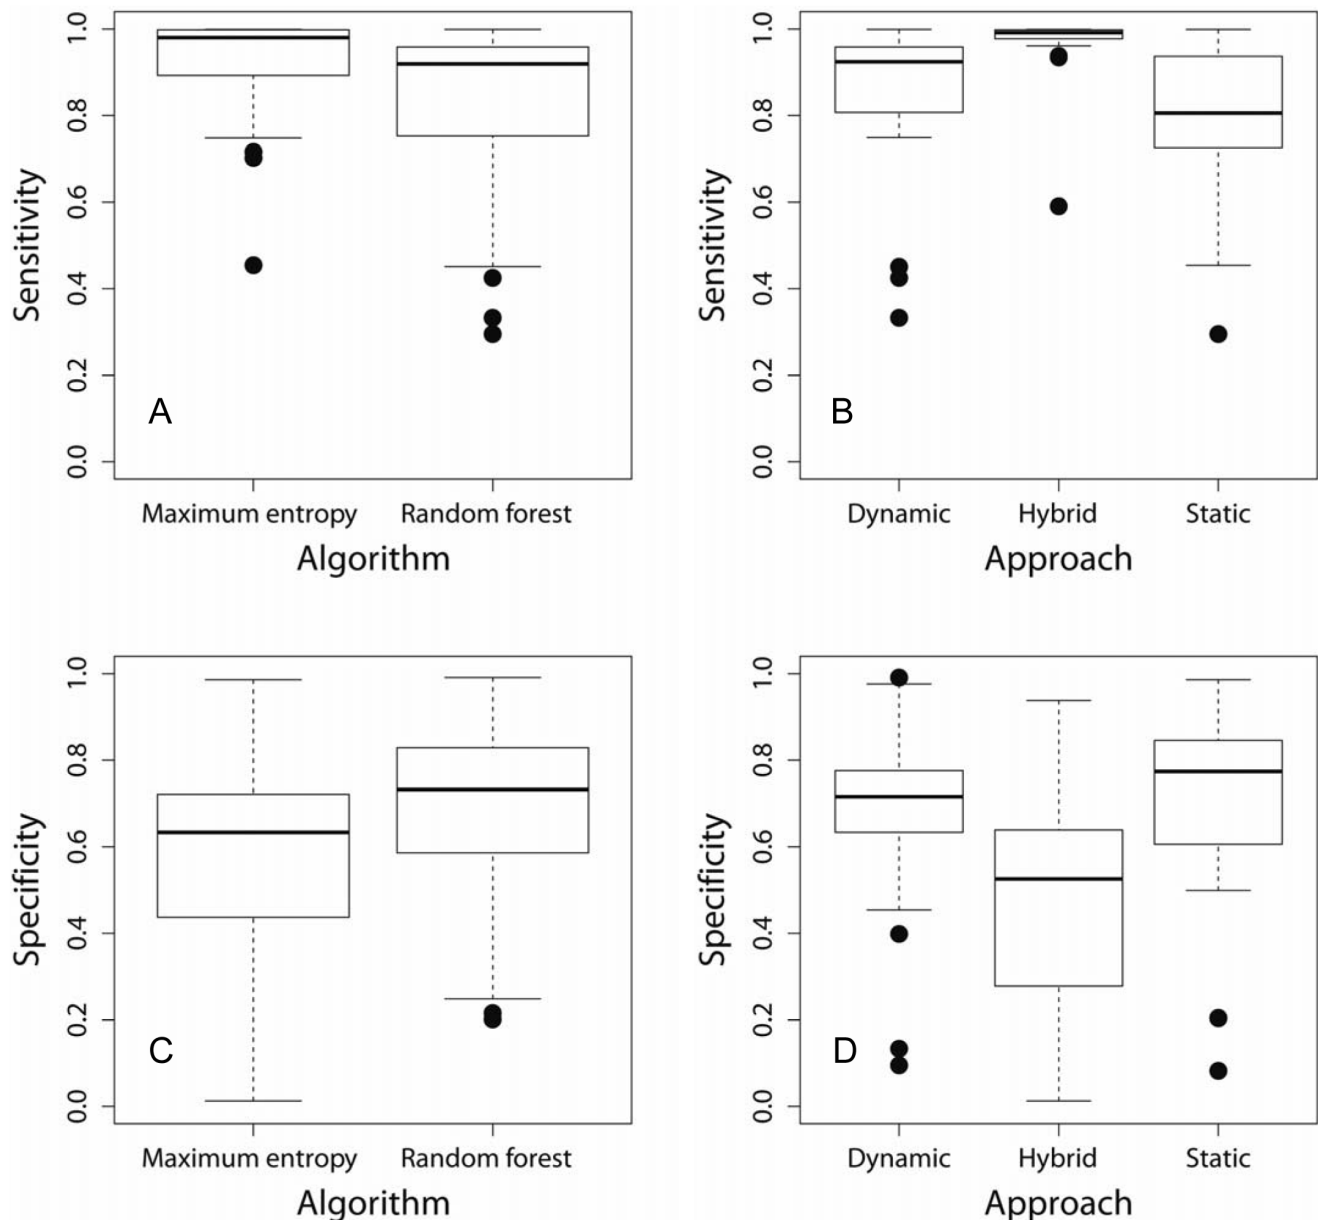 Sensitivity
1.0
0.8
0.6
0.4
0.2
0.0
A
Maximum entropy
Random forest
Algorithm
Sensitivity
1.0
0.8
0.6
0.4
0.2
0.0
B
Dynamic
Hybrid
Static
Approach
Specificity
1.0
0.8
0.6
0.4
0.2
0.0
C
Maximum entropy
Random forest
Algorithm
Specificity
1.0
0.8
0.6
0.4
0.2
0.0
D
Dynamic
Hybrid
Static
Approach